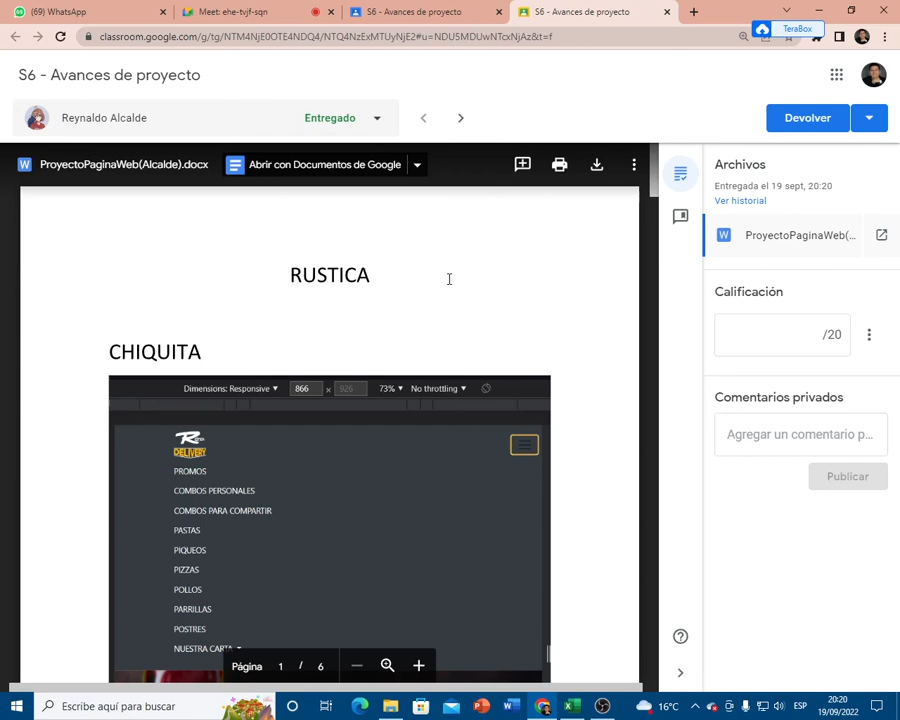 (69) WhatsApp
Meet: ehe-tvjf-sqn
S6 - Avances de proyecto
S6 - Avances de proyecto
classroom.google.com/g/tg/NTM4NjE0OTE4NDQ4/NTQ4NzExMTUyNjE2#u=NDU5MDUwNTcxNjAz&t=f
TeraBox
S6 - Avances de proyecto
Reynaldo Alcalde
Entregado
Devolver
ProyectoPaginaWeb(Alcalde).docx
Abrir con Documentos de Google
Archivos
Entregada el 19 sept, 20:20
Ver historial
ProyectoPaginaWeb(...
Calificación
/20
Comentarios privados
Agregar un comentario p...
Publicar
RUSTICA
CHIQUITA
Dimensions: Responsive 866 × 926 73% No throttling
DELIVERY
PROMOS
COMBOS PERSONALES
COMBOS PARA COMPARTIR
PASTAS
PIQUEOS
PIZZAS
POLLOS
PARRILLAS
POSTRES
NUESTRA CARTA
Página 1 / 6
Escribe aquí para buscar
16°C
ESP
20:20
19/09/2022